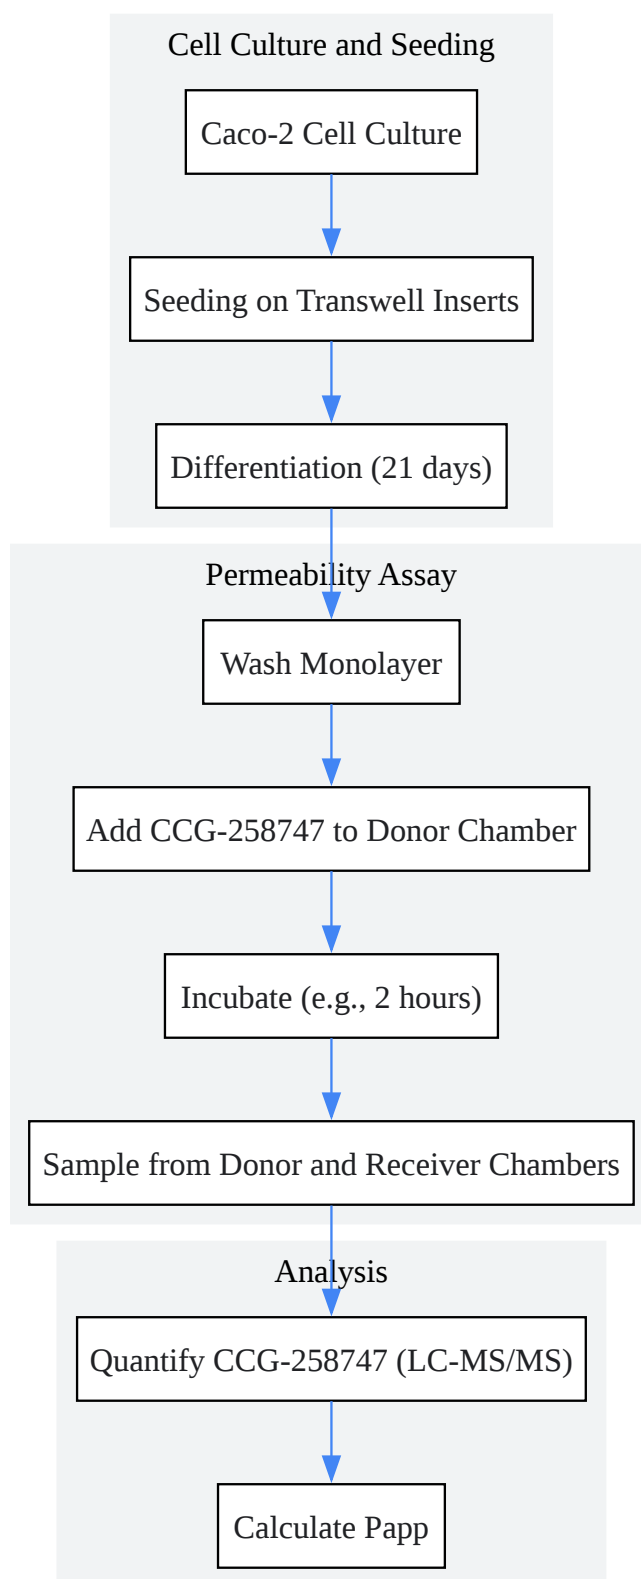 Cell Culture and Seeding
Caco-2 Cell Culture
Seeding on Transwell Inserts
Differentiation (21 days)
Permeability Assay
Wash Monolayer
Add CCG-258747 to Donor Chamber
Incubate (e.g., 2 hours)
Sample from Donor and Receiver Chambers
Analysis
Quantify CCG-258747 (LC-MS/MS)
Calculate Papp